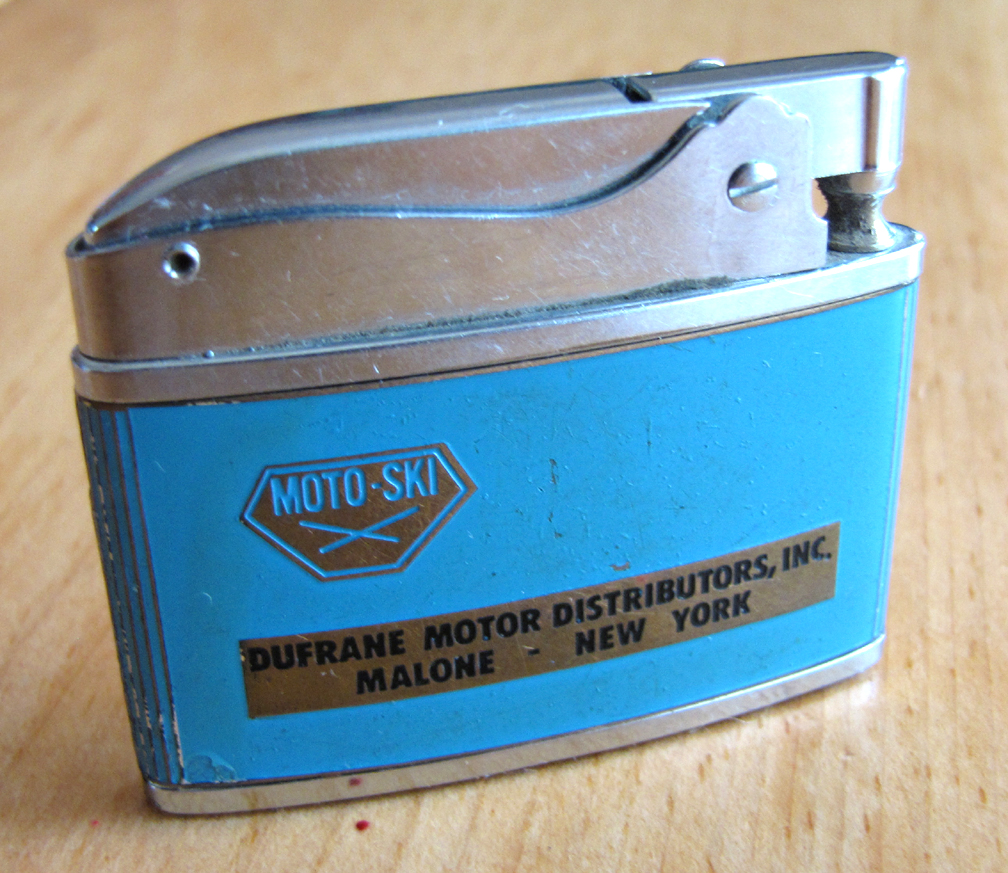 MOTO-SKI
DUFRANE MOTOR DISTRIBUTORS, INC.
MALONE - NEW YORK